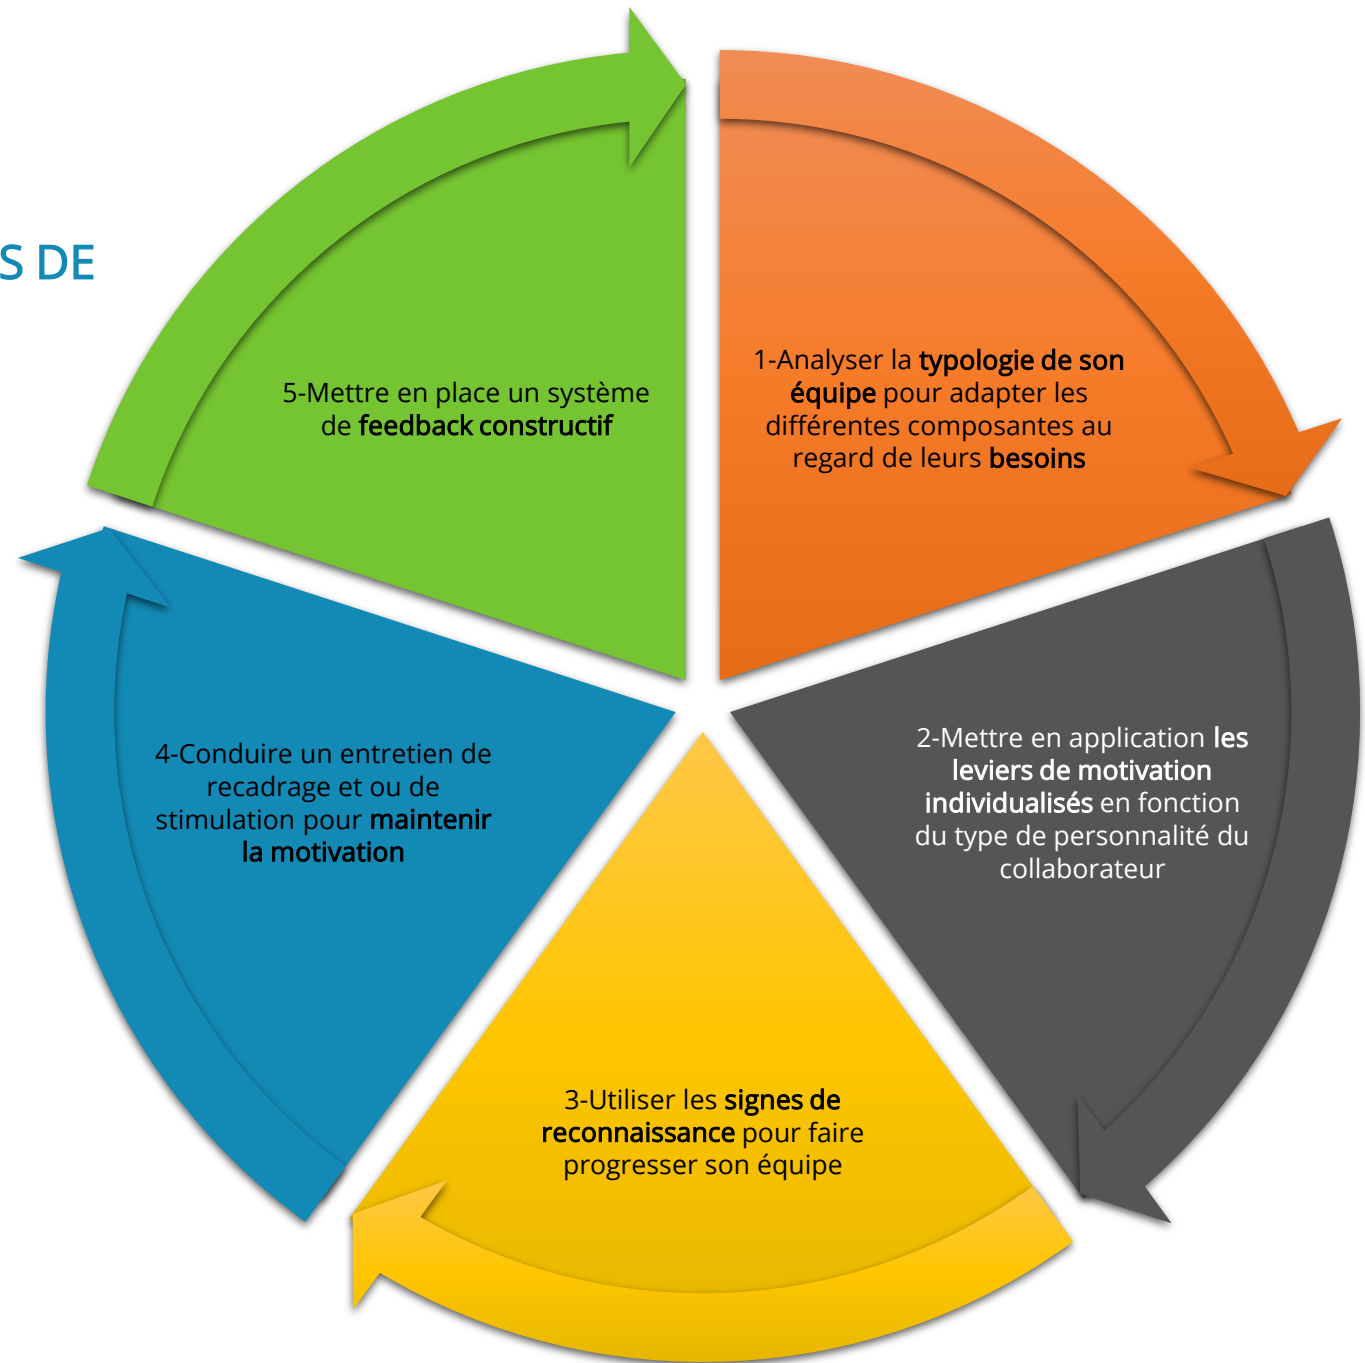 S DE
5-Mettre en place un système
de feedback constructif
1-Analyser la typologie de son
équipe pour adapter les
différentes composantes au
regard de leurs besoins
2-Mettre en application les
leviers de motivation
individualisés en fonction
du type de personnalité du
collaborateur
3-Utiliser les signes de
reconnaissance pour faire
progresser son équipe
4-Conduire un entretien de
recadrage et ou de
stimulation pour maintenir
la motivation